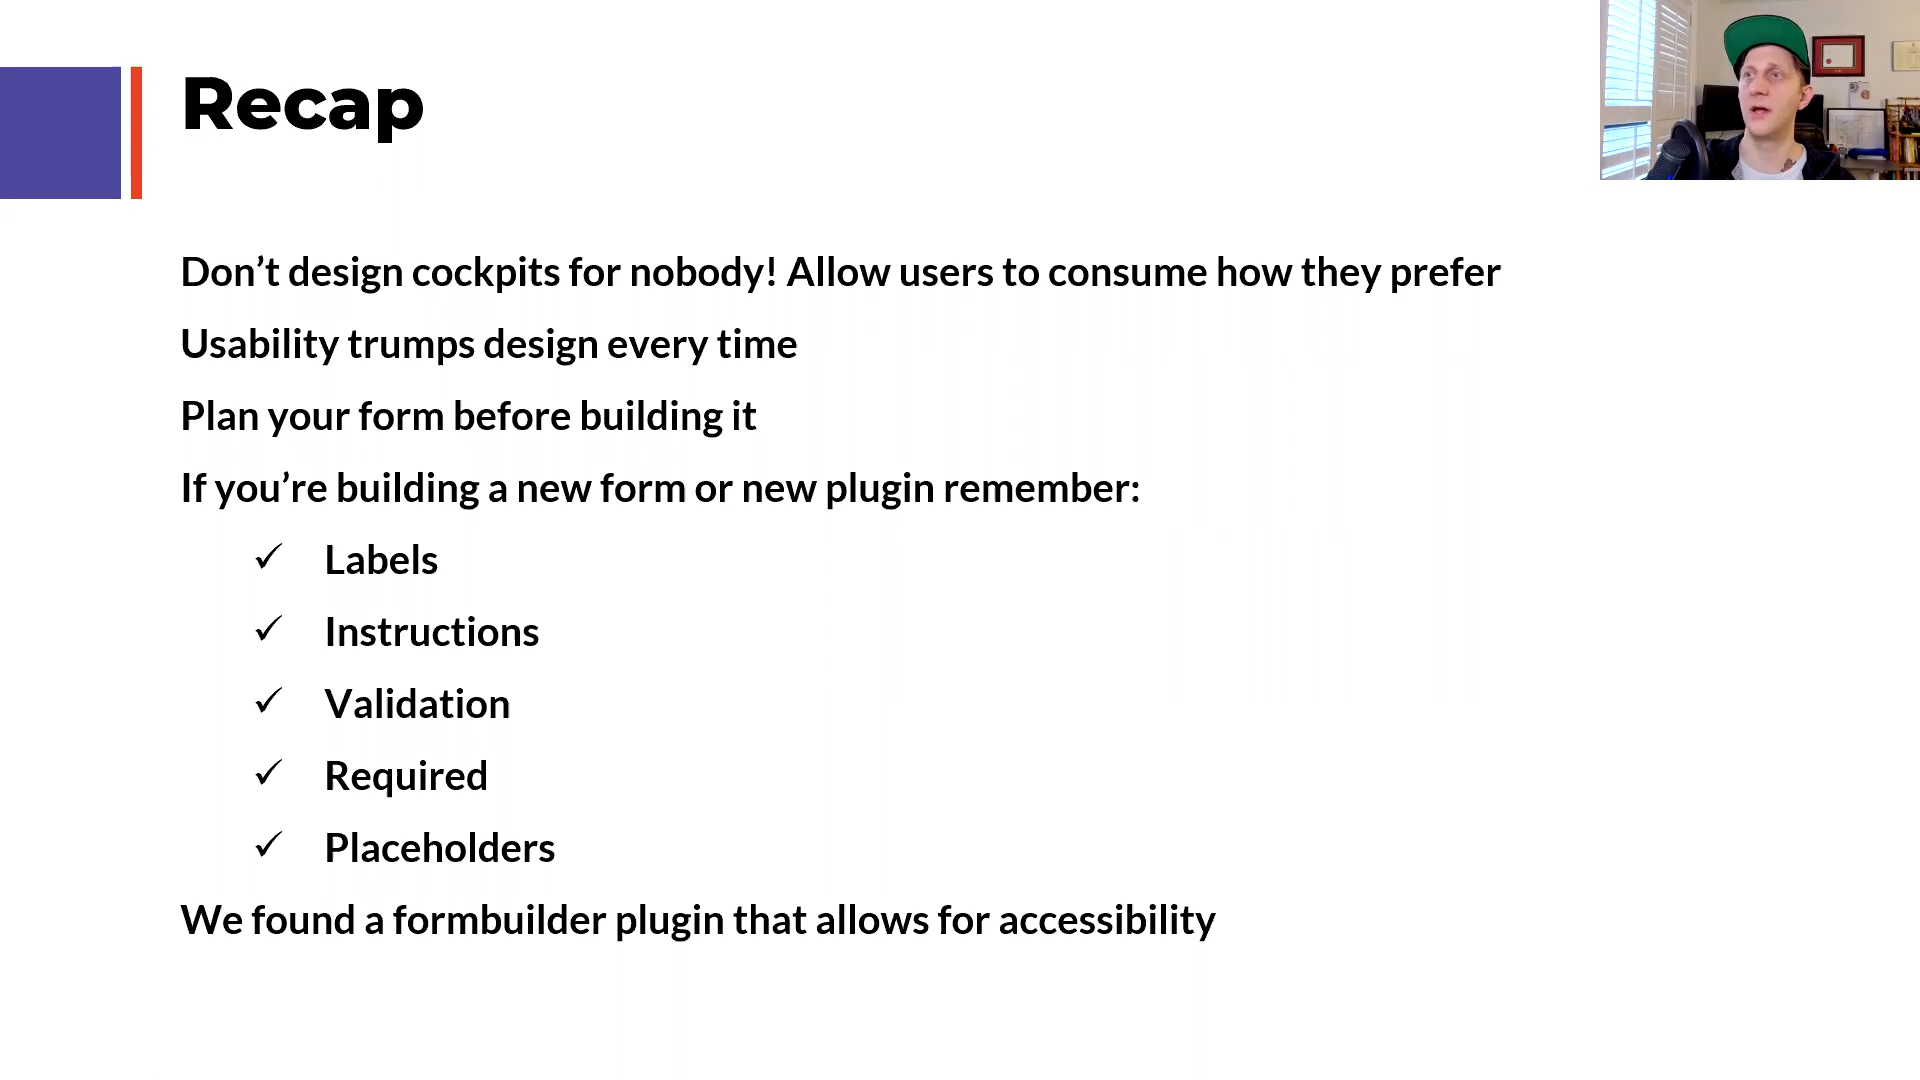 Recap
Don’t design cockpits for nobody! Allow users to consume how they prefer
Usability trumps design every time
Plan your form before building it
If you’re building a new form or new plugin remember:
✓ Labels
✓ Instructions
✓ Validation
✓ Required
✓ Placeholders
We found a formbuilder plugin that allows for accessibility